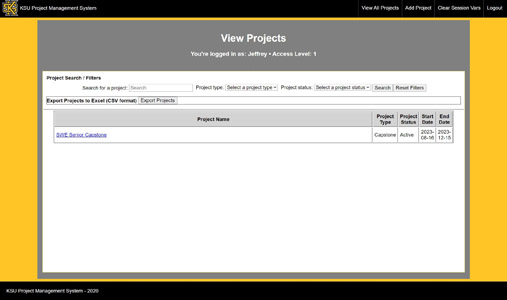 KSU
KSU Project Management System
View All Projects
Add Project
Clear Session Vars
Logout
View Projects
You're logged in as: Jeffrey • Access Level: 1
Project Search / Filters
Search for a project: Search Project type: Select a project type Project status: Select a project status Search Reset Filters
Export Projects to Excel (CSV format) Export Projects
Project Name Project Type Project Status Start Date End Date
SWE Senior Capstone Capstone Active 2023-08-16 2023-12-15
KSU Project Management System - 2020